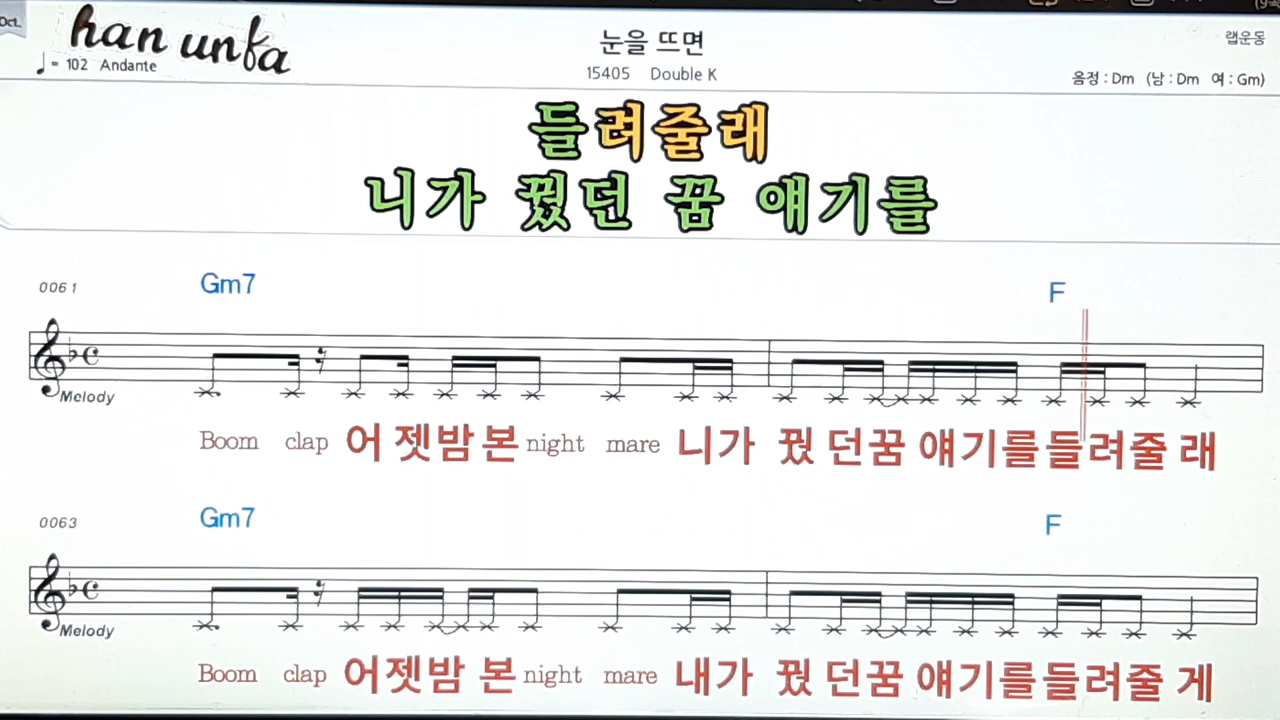 Oct.
han unfa
♩ = 102 Andante
눈을 뜨면
15405 Double K
랩운동
음정 : Dm (남 : Dm 여 : Gm)
들려줄래
니가 꿨던 꿈 얘기를
0061
Gm7 F
Melody
Boom clap 어 젯밤 본 night mare 니가 꿨 던꿈 얘기를들려줄 래
0063
Gm7 F
Melody
Boom clap 어젯밤 본 night mare 내가 꿨 던꿈 얘기를들려줄 게